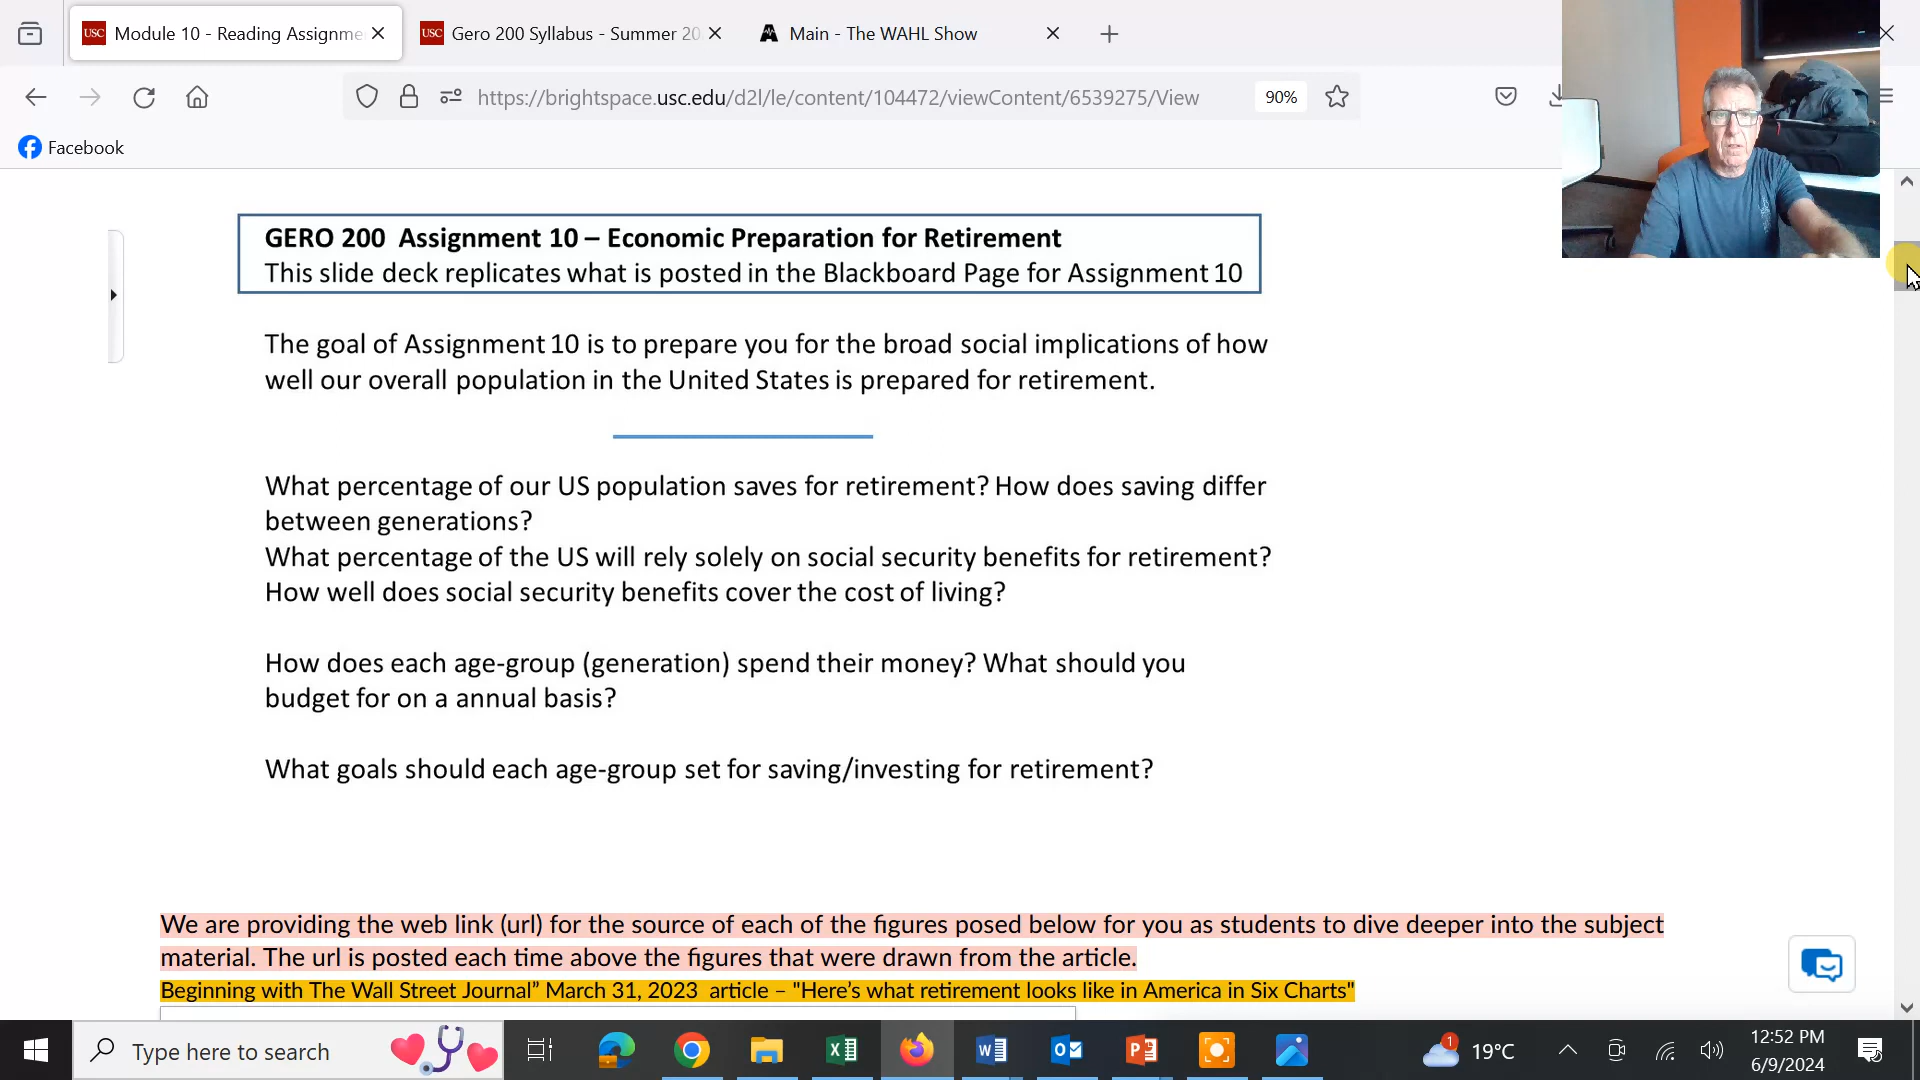 USC Module 10 - Reading Assignme
USC Gero 200 Syllabus - Summer 20
Main - The WAHL Show
https://brightspace.usc.edu/d2l/le/content/104472/viewContent/6539275/View
90%
Facebook
GERO 200 Assignment 10 – Economic Preparation for Retirement
This slide deck replicates what is posted in the Blackboard Page for Assignment 10
The goal of Assignment 10 is to prepare you for the broad social implications of how
well our overall population in the United States is prepared for retirement.
What percentage of our US population saves for retirement? How does saving differ
between generations?
What percentage of the US will rely solely on social security benefits for retirement?
How well does social security benefits cover the cost of living?
How does each age-group (generation) spend their money? What should you
budget for on a annual basis?
What goals should each age-group set for saving/investing for retirement?
We are providing the web link (url) for the source of each of the figures posed below for you as students to dive deeper into the subject
material. The url is posted each time above the figures that were drawn from the article.
Beginning with The Wall Street Journal” March 31, 2023 article – "Here’s what retirement looks like in America in Six Charts"
Type here to search
1
19°C
12:52 PM
6/9/2024